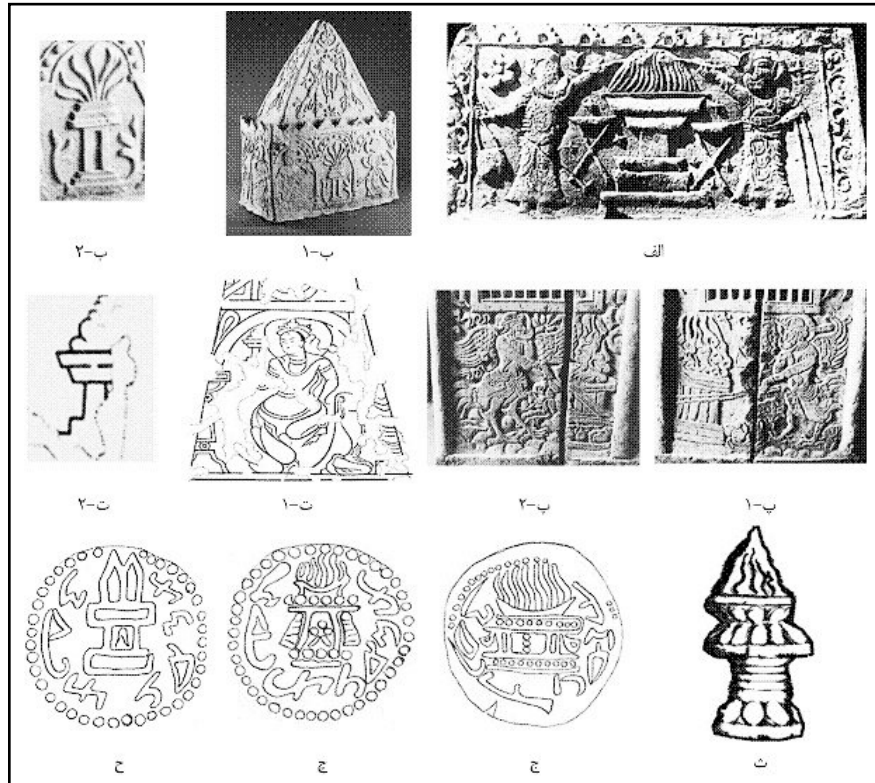 الف ب-۱ ب-۲
پ-۱ پ-۲ ت-۱ ت-۲
ث ج چ ح